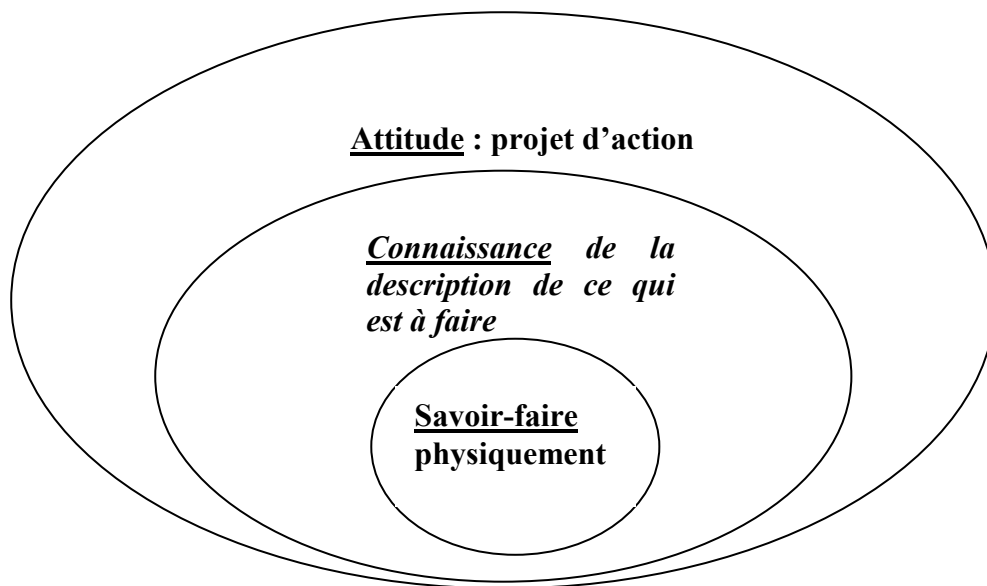 Attitude : projet d’action
Connaissance de la
description de ce qui
est à faire
Savoir-faire
physiquement